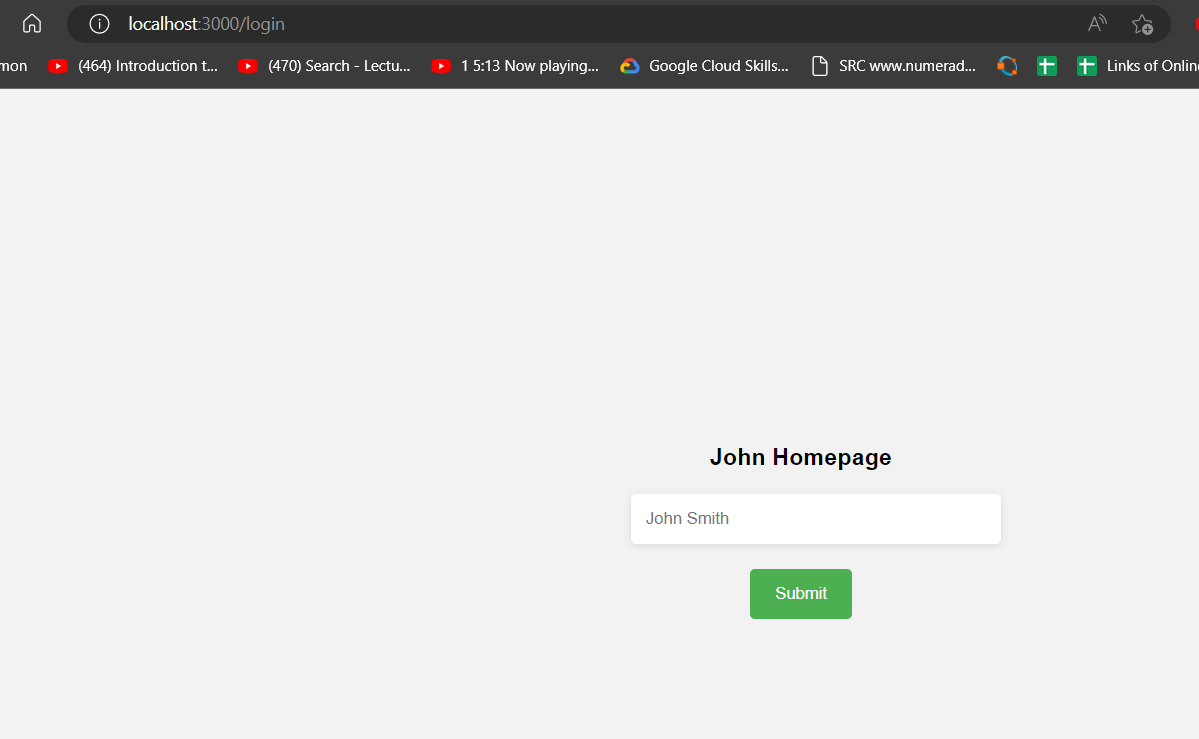 localhost:3000/login
mon (464) Introduction t... (470) Search - Lectu... 1 5:13 Now playing... Google Cloud Skills... SRC www.numerad... Links of Onlin
John Homepage
John Smith
Submit